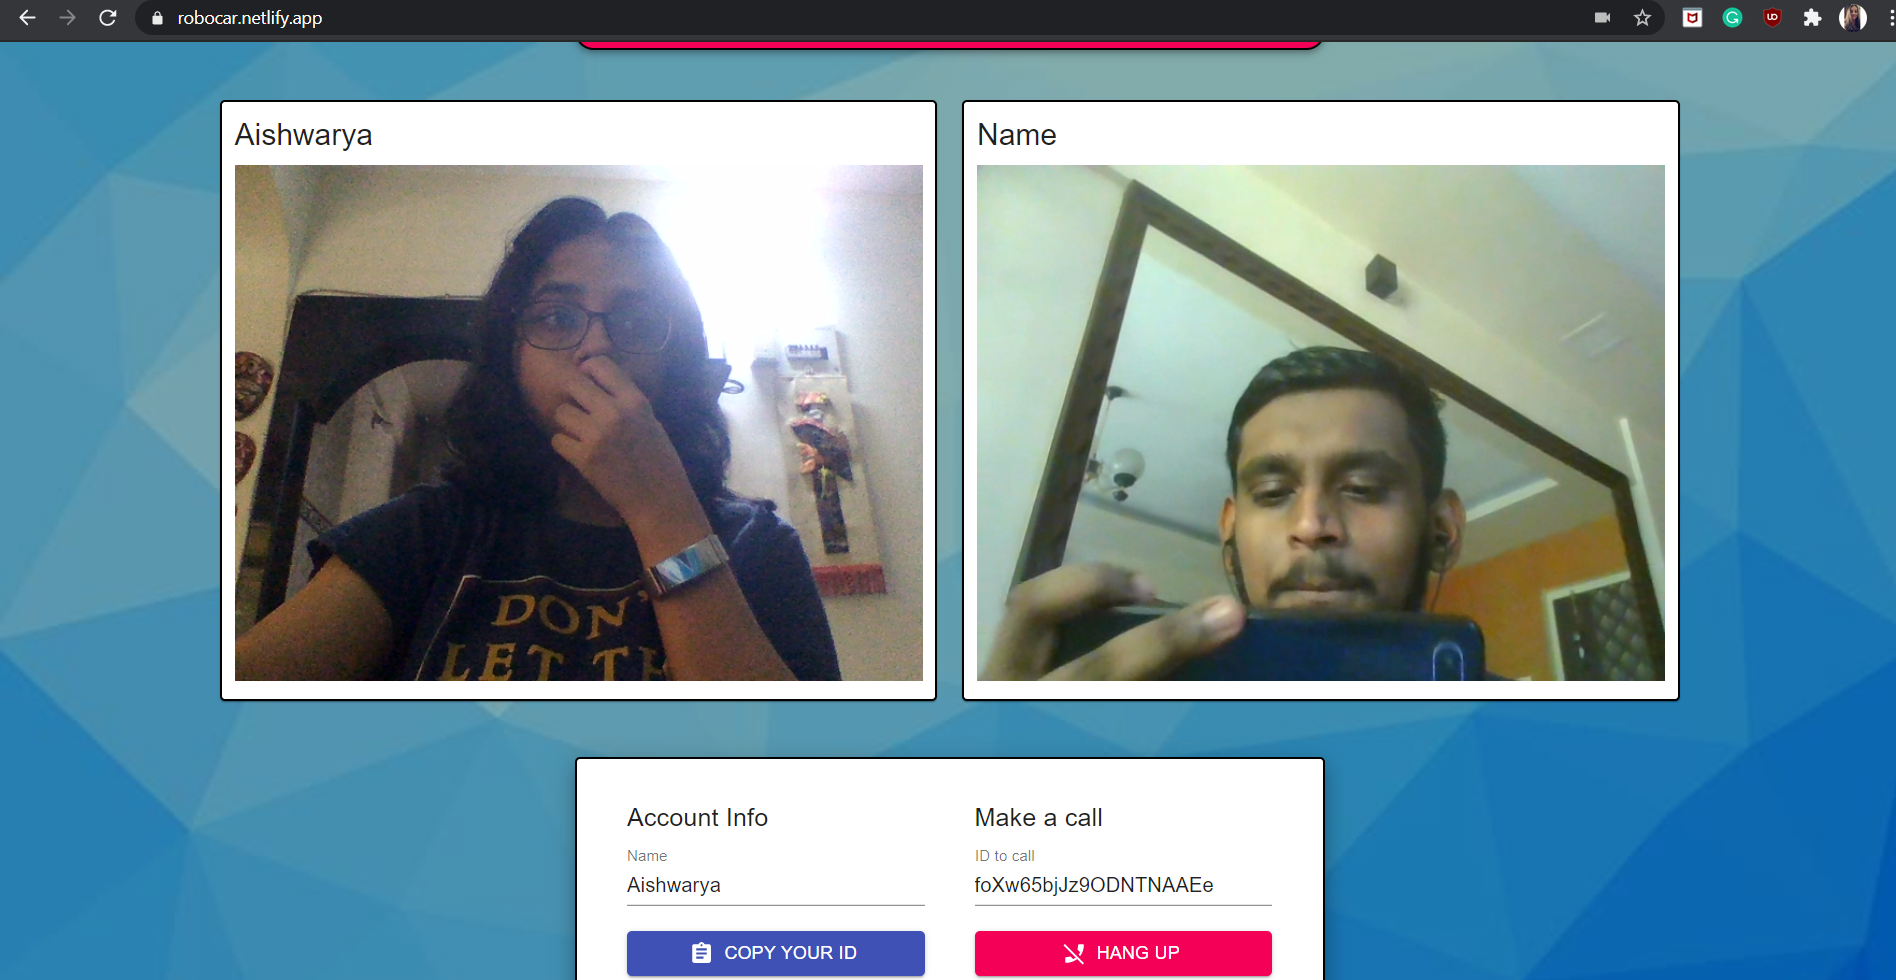 robocar.netlify.app
Aishwarya
Name
DON'
LET TH
Account Info
Make a call
Name
ID to call
Aishwarya
foXw65bjJz9ODNTNAAEe
COPY YOUR ID
HANG UP